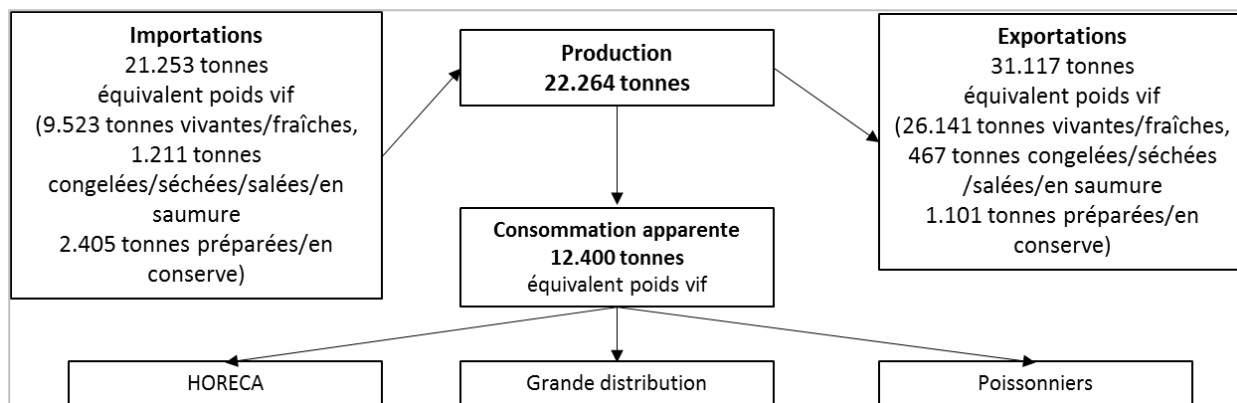 Importations
21.253 tonnes
équivalent poids vif
(9.523 tonnes vivantes/fraîches,
1.211 tonnes
congelées/séchées/salées/en
saumure
2.405 tonnes préparées/en
conserve)
Production
22.264 tonnes
Exportations
31.117 tonnes
équivalent poids vif
(26.141 tonnes vivantes/fraîches,
467 tonnes congelées/séchées
/salées/en saumure
1.101 tonnes préparées/en
conserve)
Consommation apparente
12.400 tonnes
équivalent poids vif
HORECA
Grande distribution
Poissonniers